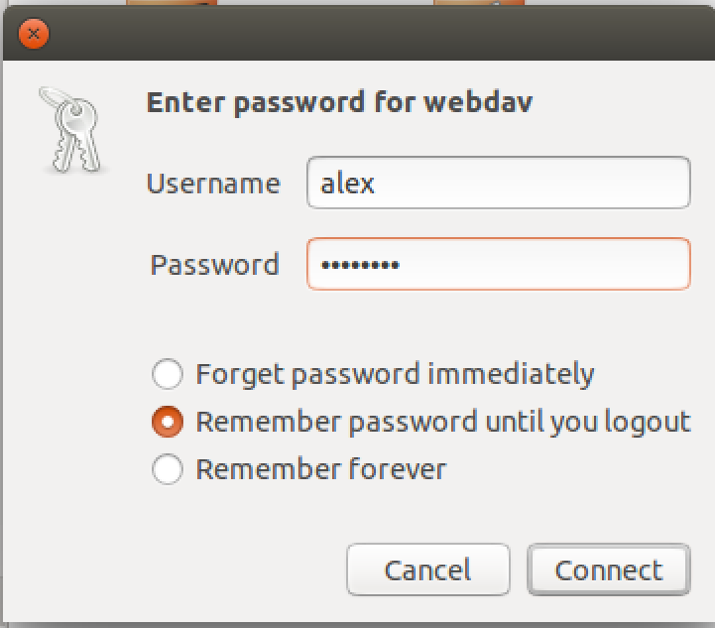 Enter password for webdav
Username alex
Password ••••••••
Forget password immediately
Remember password until you logout
Remember forever
Cancel Connect